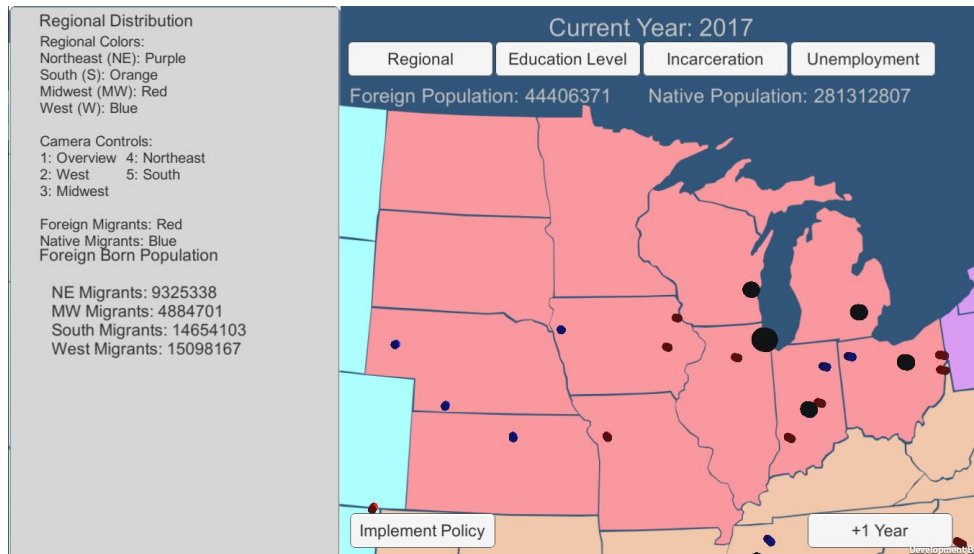 Regional Distribution
Regional Colors:
Northeast (NE): Purple
South (S): Orange
Midwest (MW): Red
West (W): Blue
Camera Controls:
1: Overview 4: Northeast
2: West 5: South
3: Midwest
Foreign Migrants: Red
Native Migrants: Blue
Foreign Born Population
NE Migrants: 9325338
MW Migrants: 4884701
South Migrants: 14654103
West Migrants: 15098167
Current Year: 2017
Regional Education Level Incarceration Unemployment
Foreign Population: 44406371 Native Population: 281312807
Implement Policy +1 Year
Development